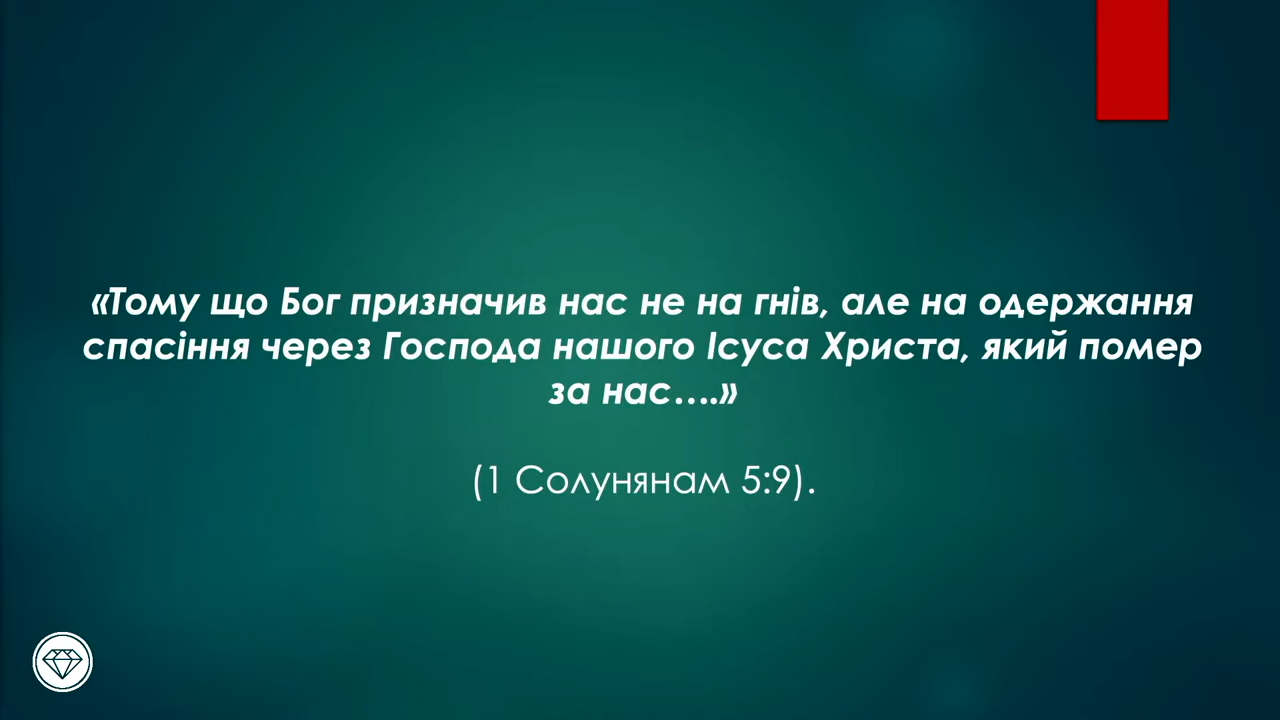 «Тому що Бог призначив нас не на гнів, але на одержання
спасіння через Господа нашого Ісуса Христа, який помер
за нас….»
(1 Солунянам 5:9).